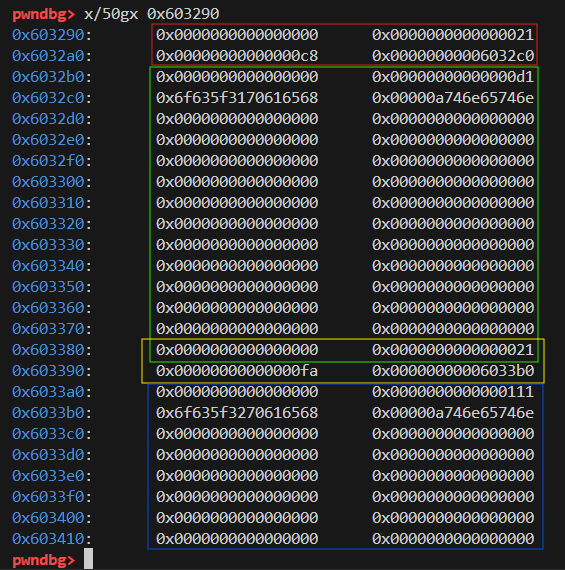 pwndbg> x/50gx 0x603290
0x603290: 0x0000000000000000 0x0000000000000021
0x6032a0: 0x00000000000000c8 0x00000000006032c0
0x6032b0: 0x0000000000000000 0x00000000000000d1
0x6032c0: 0x6f635f3170616568 0x00000a746e65746e
0x6032d0: 0x0000000000000000 0x0000000000000000
0x6032e0: 0x0000000000000000 0x0000000000000000
0x6032f0: 0x0000000000000000 0x0000000000000000
0x603300: 0x0000000000000000 0x0000000000000000
0x603310: 0x0000000000000000 0x0000000000000000
0x603320: 0x0000000000000000 0x0000000000000000
0x603330: 0x0000000000000000 0x0000000000000000
0x603340: 0x0000000000000000 0x0000000000000000
0x603350: 0x0000000000000000 0x0000000000000000
0x603360: 0x0000000000000000 0x0000000000000000
0x603370: 0x0000000000000000 0x0000000000000000
0x603380: 0x0000000000000000 0x0000000000000021
0x603390: 0x00000000000000fa 0x00000000006033b0
0x6033a0: 0x0000000000000000 0x0000000000000111
0x6033b0: 0x6f635f3270616568 0x00000a746e65746e
0x6033c0: 0x0000000000000000 0x0000000000000000
0x6033d0: 0x0000000000000000 0x0000000000000000
0x6033e0: 0x0000000000000000 0x0000000000000000
0x6033f0: 0x0000000000000000 0x0000000000000000
0x603400: 0x0000000000000000 0x0000000000000000
0x603410: 0x0000000000000000 0x0000000000000000
pwndbg>